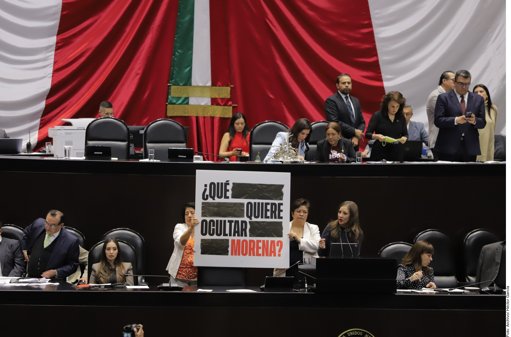 ¿QUÉ
QUIERE
OCULTAR
MORENA?